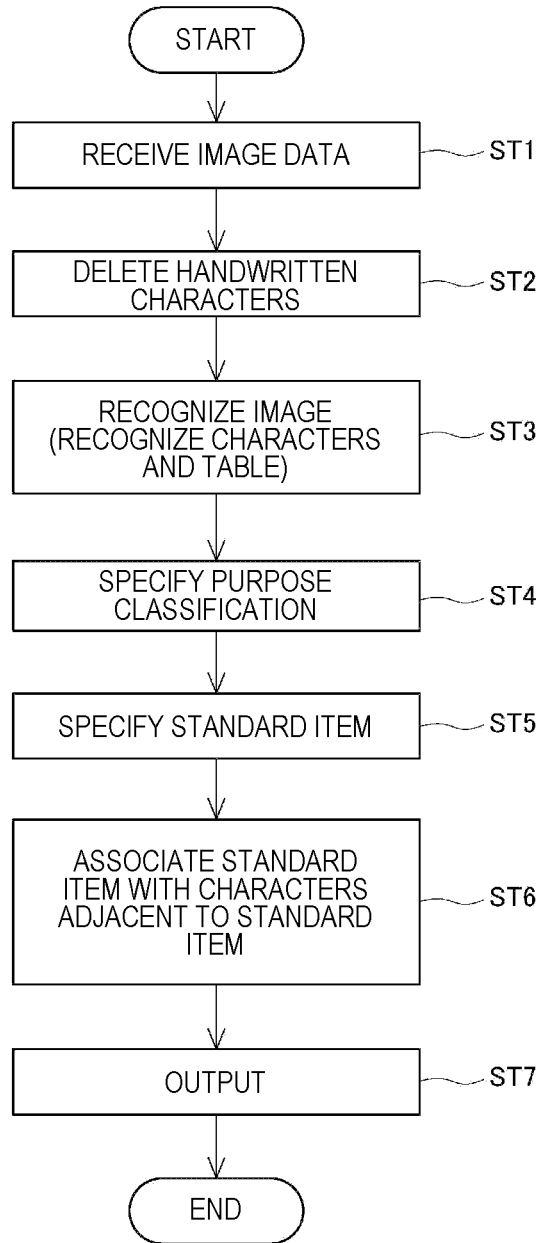 START
RECEIVE IMAGE DATA
ST1
DELETE HANDWRITTEN
CHARACTERS
ST2
RECOGNIZE IMAGE
(RECOGNIZE CHARACTERS
AND TABLE)
ST3
SPECIFY PURPOSE
CLASSIFICATION
ST4
SPECIFY STANDARD ITEM
ST5
ASSOCIATE STANDARD
ITEM WITH CHARACTERS
ADJACENT TO STANDARD
ITEM
ST6
OUTPUT
ST7
END